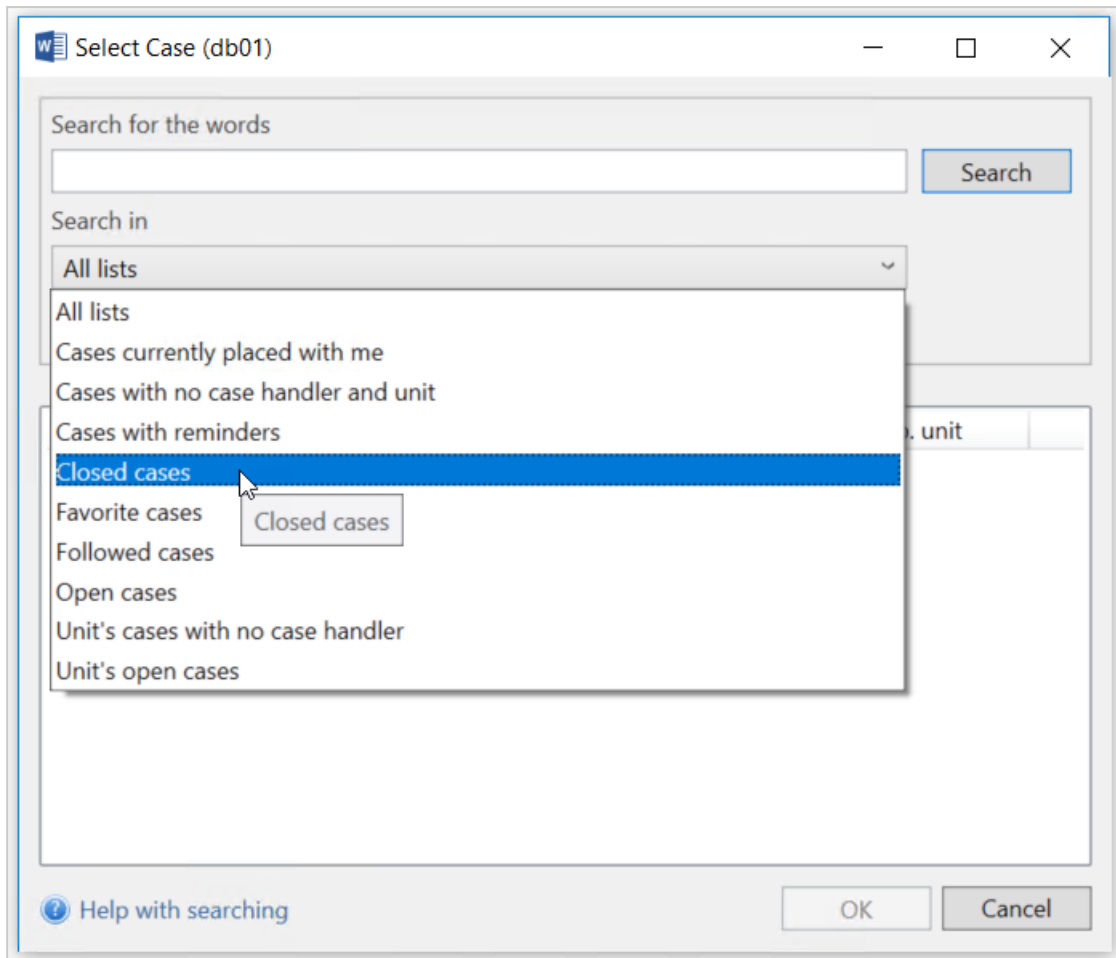 Select Case (db01)
Search for the words
Search
Search in
All lists
All lists
Cases currently placed with me
Cases with no case handler and unit
Cases with reminders
. unit
Closed cases
Closed cases
Favorite cases
Followed cases
Open cases
Unit's cases with no case handler
Unit's open cases
Help with searching
OK
Cancel